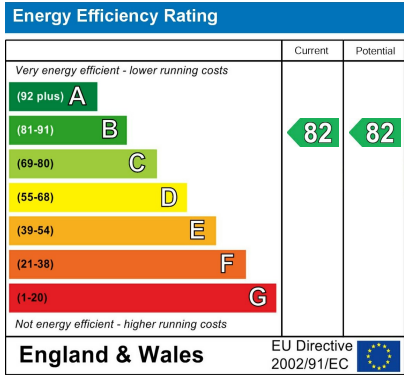 Energy Efficiency Rating
Current Potential
Very energy efficient - lower running costs
(92 plus) A
(81-91) B 82 82
(69-80) C
(55-68) D
(39-54) E
(21-38) F
(1-20) G
Not energy efficient - higher running costs
England & Wales
EU Directive
2002/91/EC